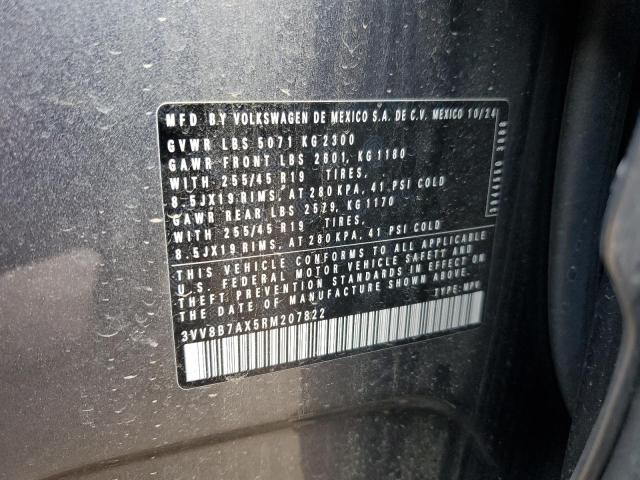 MFD BY VOLKSWAGEN DE MEXICO S.A. DE C.V. MEXICO 10/24
GVWR LBS 5071 KG 2300
GAWR FRONT LBS 2601, KG 1180
WITH 255/45 R19 TIRES,
8.5JX19 RIMS, AT 280 KPA, 41 PSI COLD
GAWR REAR LBS 2579, KG 1170
WITH 255/45 R19 TIRES,
8.5JX19 RIMS, AT 280 KPA, 41 PSI COLD
THIS VEHICLE CONFORMS TO ALL APPLICABLE
U.S. FEDERAL MOTOR VEHICLE SAFETY AND
THEFT PREVENTION STANDARDS IN EFFECT ON
THE DATE OF MANUFACTURE SHOWN ABOVE.
TYPE: MPV
3VV8B7AX5RM207822